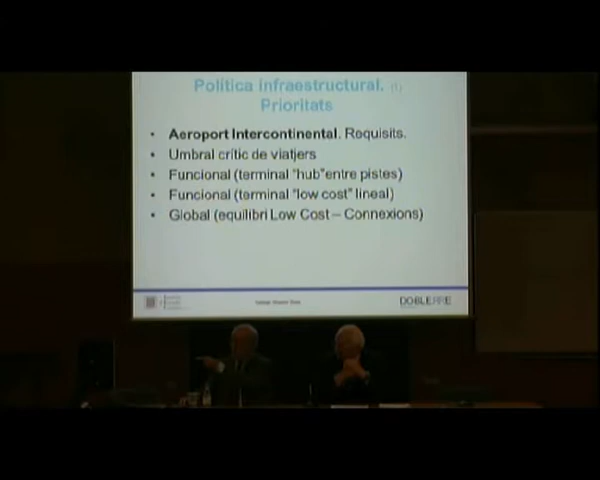 Política infraestructural. (1)
Prioritats
• Aeroport Intercontinental. Requisits.
• Umbral crític de viatjers
• Funcional (terminal "hub"entre pistes)
• Funcional (terminal "low cost" lineal)
• Global (equilibri Low Cost – Connexions)
DOBLERRE